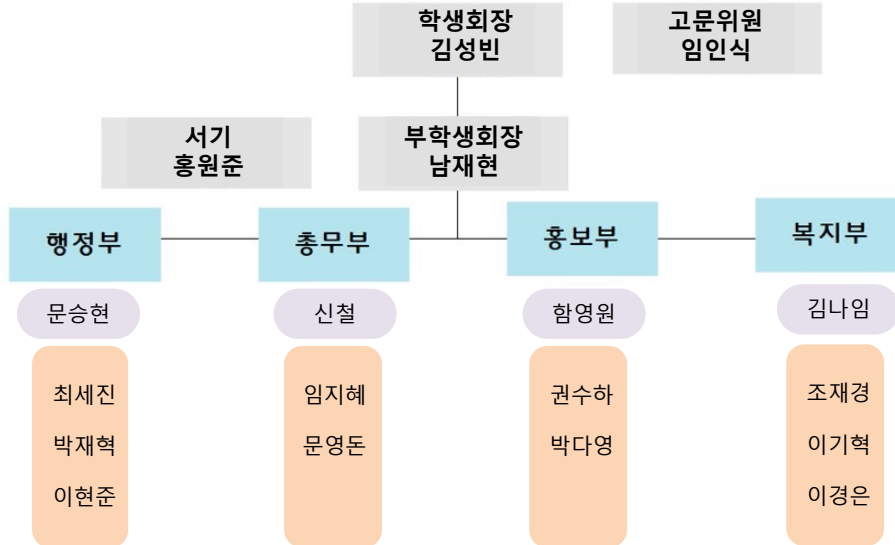 학생회장
김성빈
고문위원
임인식
서기
홍원준
부학생회장
남재현
행정부
총무부
홍보부
복지부
문승현
신철
함영원
김나임
최세진
박재혁
이현준
임지혜
문영돈
권수하
박다영
조재경
이기혁
이경은